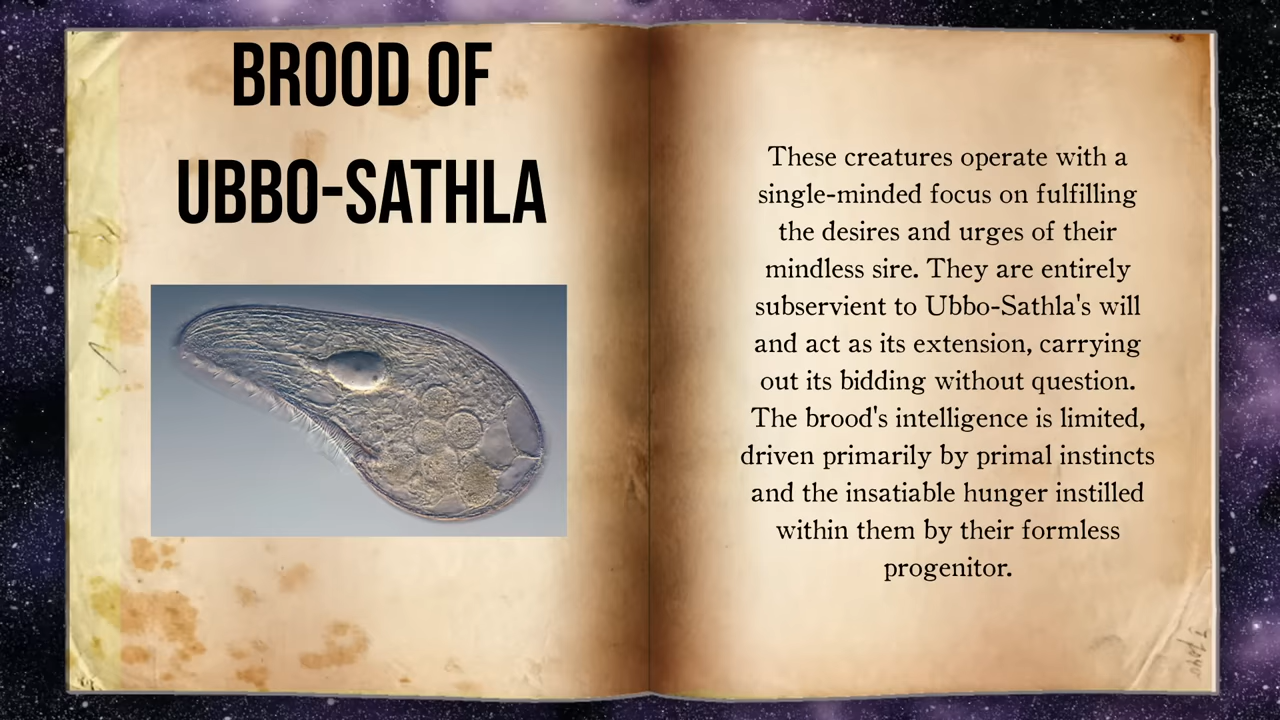 BROOD OF
UBBO-SATHLA
These creatures operate with a
single-minded focus on fulfilling
the desires and urges of their
mindless sire. They are entirely
subservient to Ubbo-Sathla's will
and act as its extension, carrying
out its bidding without question.
The brood's intelligence is limited,
driven primarily by primal instincts
and the insatiable hunger instilled
within them by their formless
progenitor.